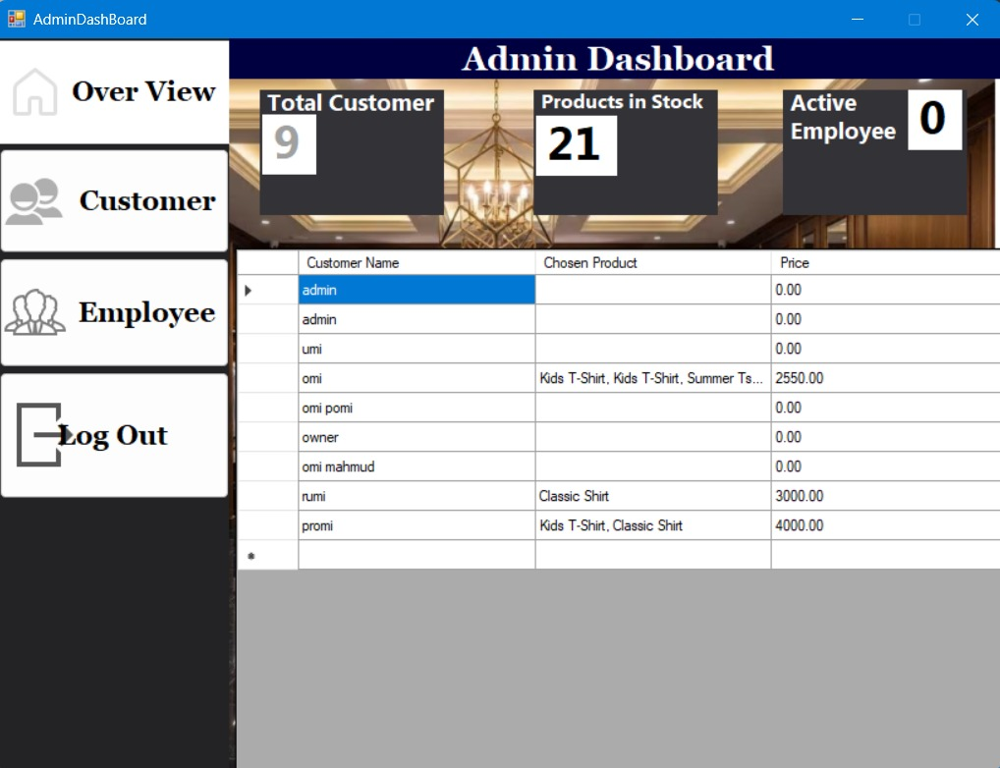 AdminDashBoard
Admin Dashboard
Over View
Customer
Employee
Log Out
Total Customer
9
Products in Stock
21
Active
Employee
0
Customer Name Chosen Product Price
admin 0.00
admin 0.00
umi 0.00
omi Kids T-Shirt, Kids T-Shirt, Summer Ts... 2550.00
omi pomi 0.00
owner 0.00
omi mahmud 0.00
rumi Classic Shirt 3000.00
promi Kids T-Shirt, Classic Shirt 4000.00